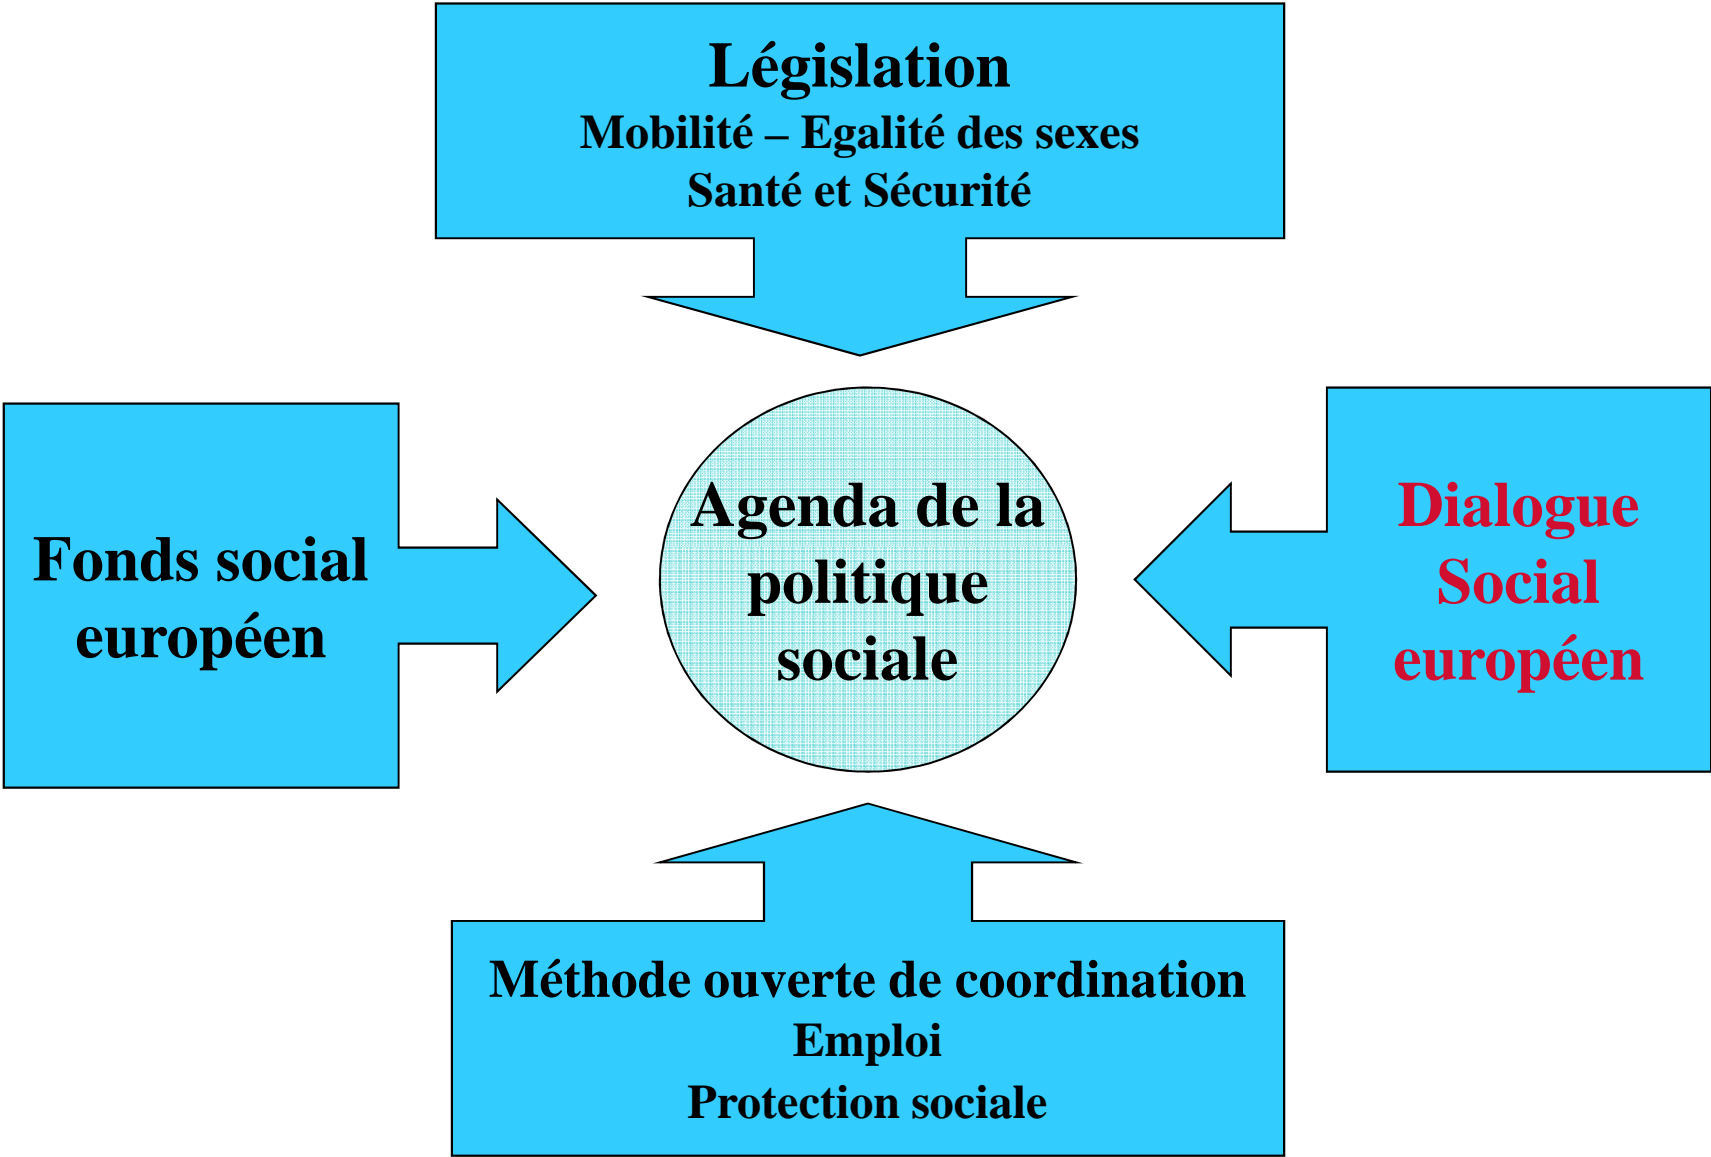 Législation
Mobilité – Egalité des sexes
Santé et Sécurité
Fonds social
européen
Agenda de la
politique
sociale
Dialogue
Social
européen
Méthode ouverte de coordination
Emploi
Protection sociale